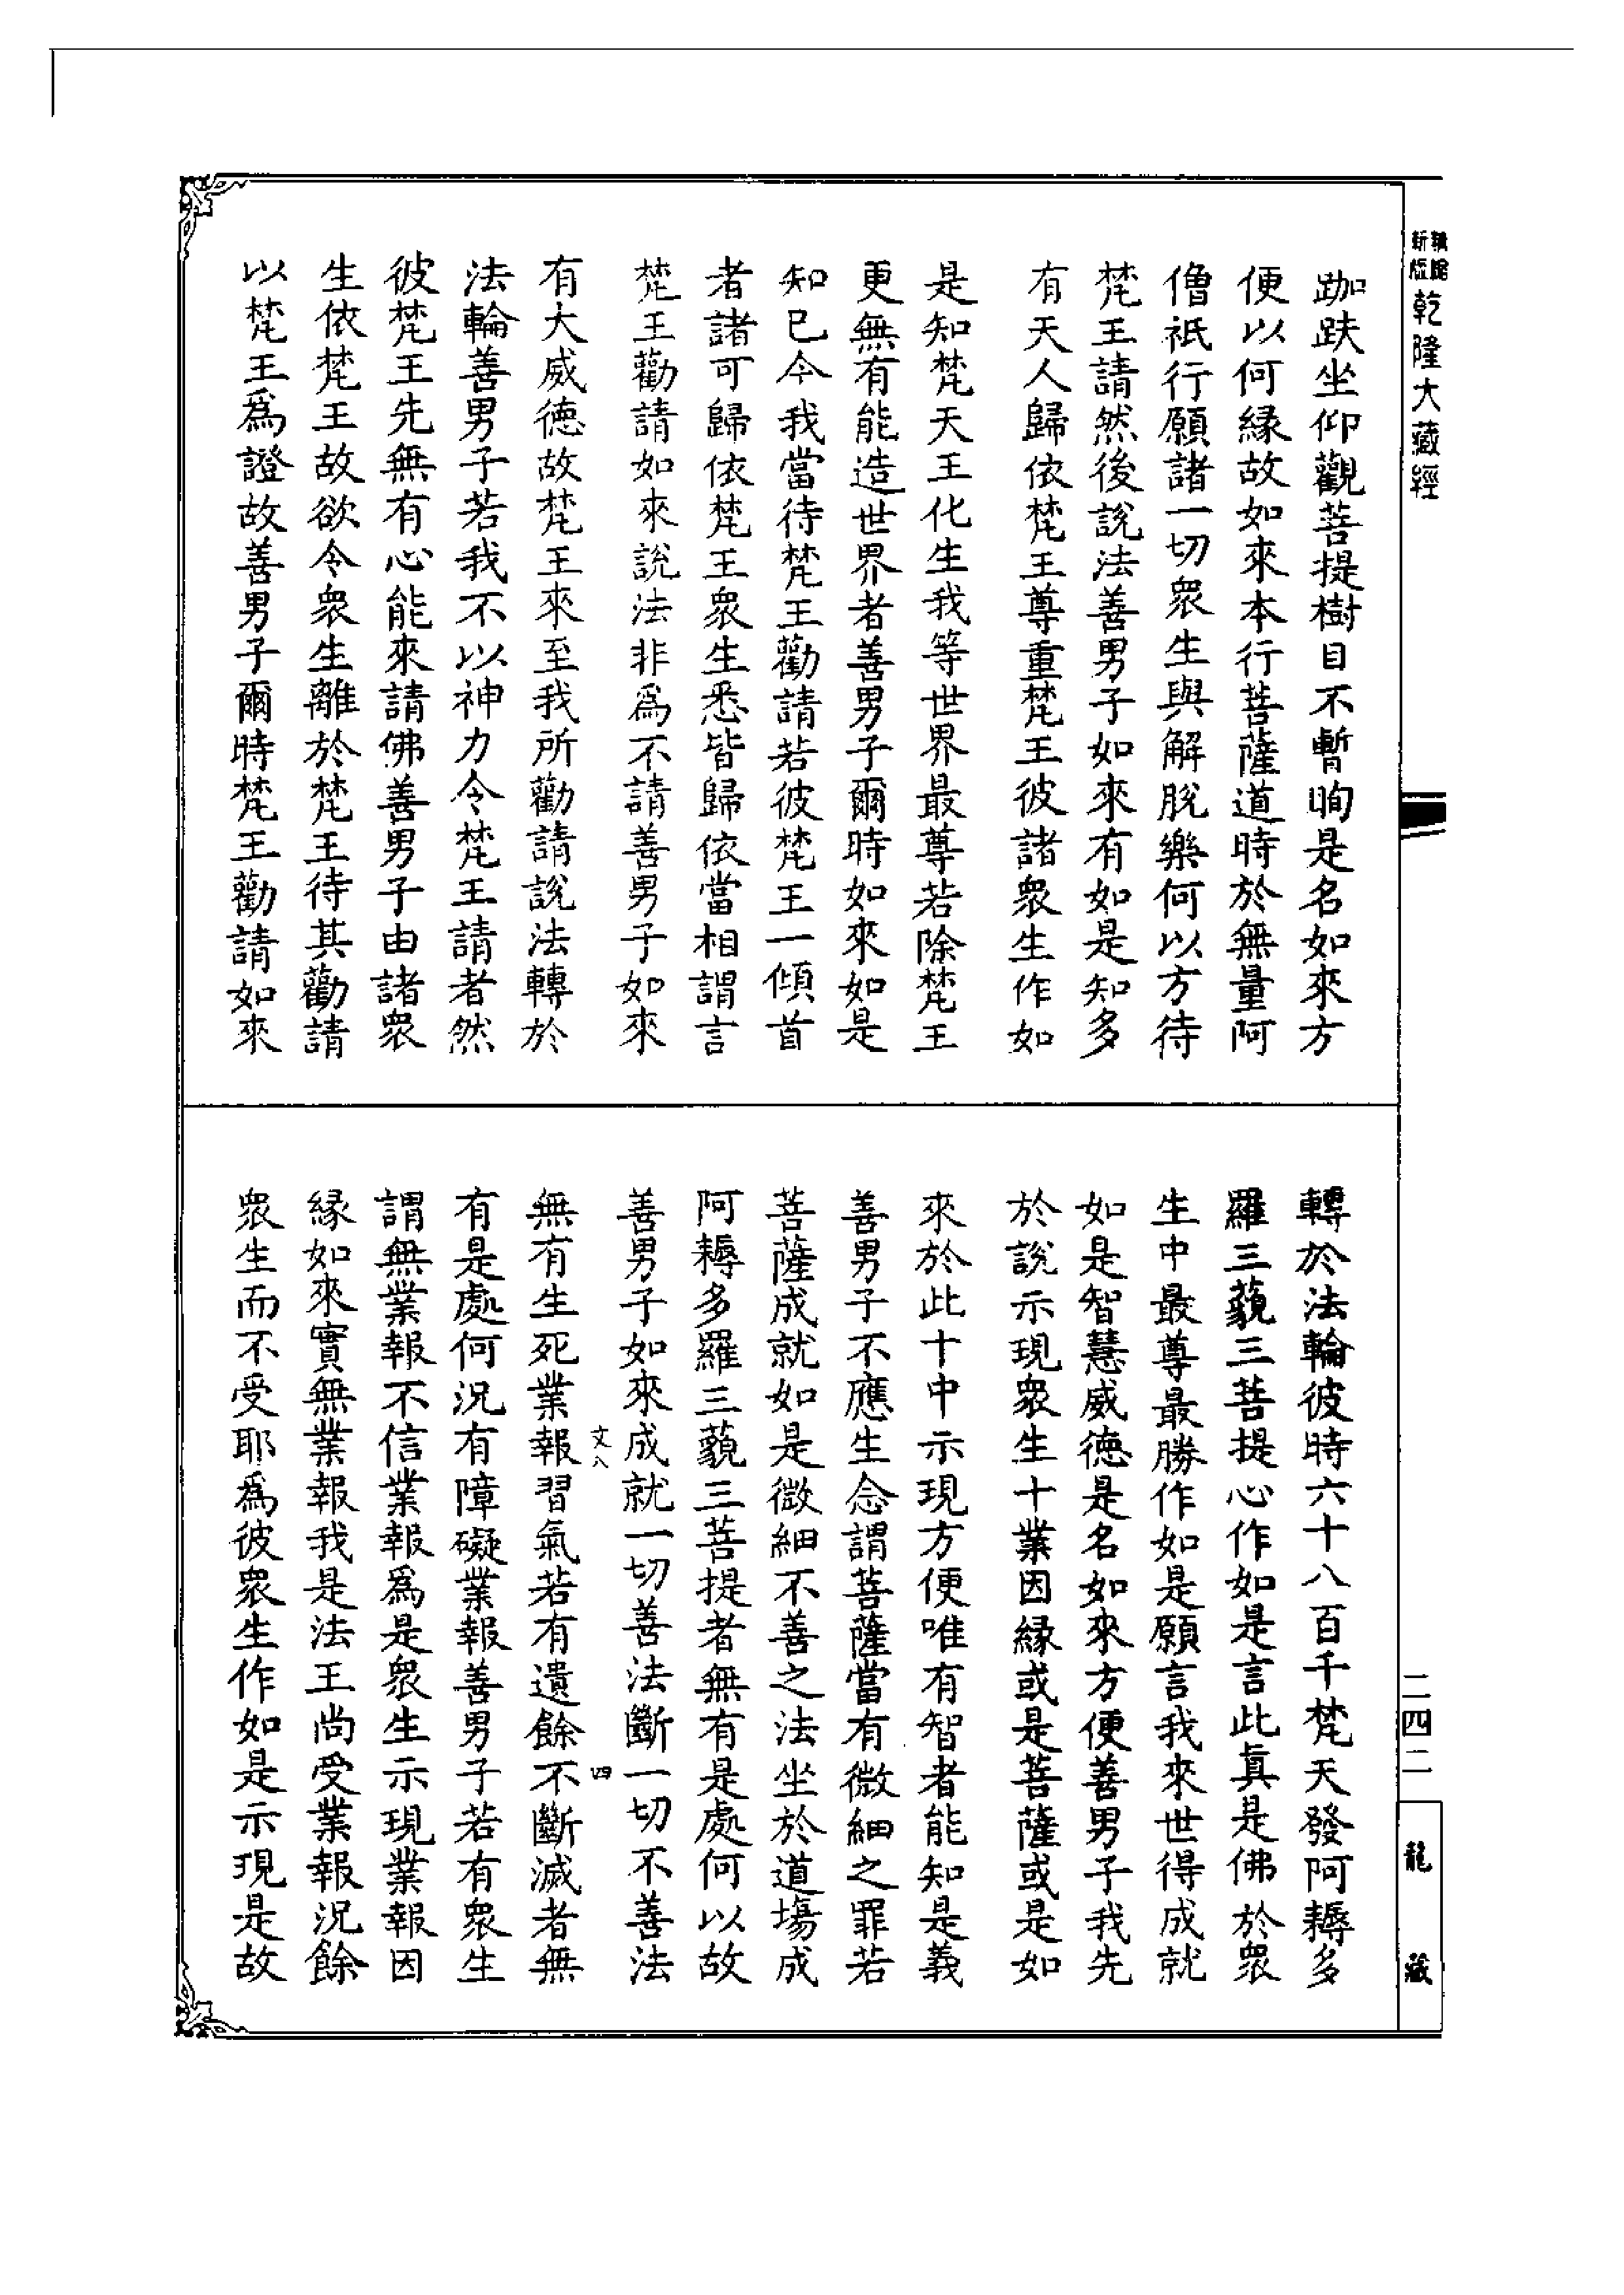 乾隆大藏經
跏趺坐仰觀菩提樹目不暫眴是名如來方
便以何緣故如來本行菩薩道時於無量阿
僧祇行願諸一切衆生與解脫樂何以方待
梵王請然後說法善男子如來有如是知多
有天人歸依梵王尊重梵王彼諸衆生作如
是知梵天王化生我等世界最尊若除梵王
更無有能造世界者善男子爾時如來如是
知已今我當待梵王勸請若彼梵王一傾首
者諸可歸依梵王衆生悉皆歸依當相謂言
梵王勸請如來說法非爲不請善男子如來
有大威德故梵王來至我所勸請說法轉於
法輪善男子若我不以神力令梵王請者然
彼梵王先無有心能來請佛善男子由諸衆
生依梵王故欲令衆生離於梵王待其勸請
以梵王爲證故善男子爾時梵王勸請如來
轉於法輪彼時六十八百千梵天發阿耨多
羅三藐三菩提心作如是言此真是佛於衆
生中最尊最勝作如是願言我來世得成就
如是智慧威德是名如來方便善男子我先
於說示現衆生十業因緣或是菩薩或是如
來於此十中示現方便唯有智者能知是義
善男子不應生念謂菩薩當有微細之罪若
菩薩成就如是微細不善之法坐於道場成
阿耨多羅三藐三菩提者無有是處何以故
善男子如來成就一切善法斷一切不善法
文八
四
無有生死業報習氣若有遺餘不斷滅者無
有是處何況有障礙業報善男子若有衆生
謂無業報不信業報爲是衆生示現業報因
緣如來實無業報我是法王尚受業報況餘
衆生而不受耶爲彼衆生作如是示現是故
二四二
龍藏